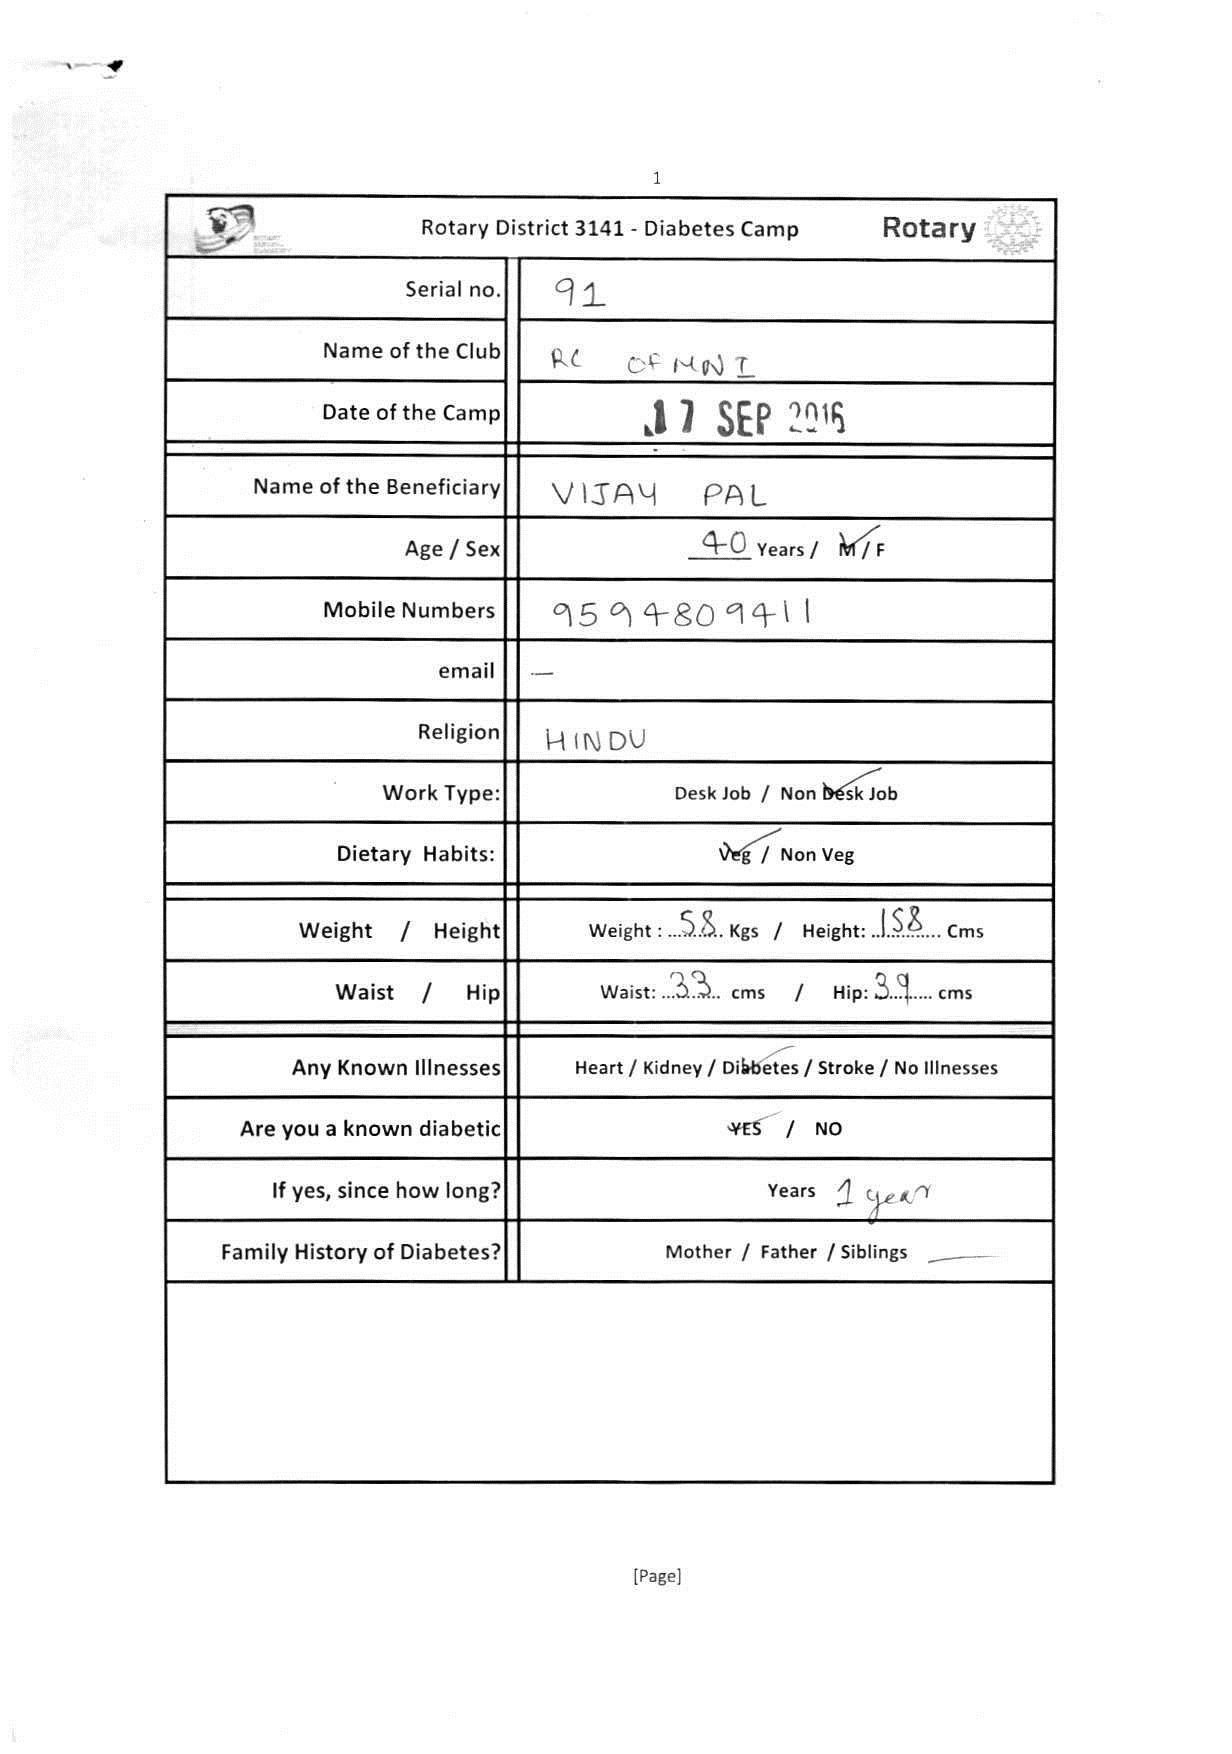 1
Rotary District 3141 - Diabetes Camp Rotary
Serial no. 91
Name of the Club RC OF MNI
Date of the Camp 17 SEP 2016
Name of the Beneficiary VIJAY PAL
Age / Sex 40 Years / M / F
Mobile Numbers 9594809411
email —
Religion HINDU
Work Type: Desk Job / Non Desk Job
Dietary Habits: Veg / Non Veg
Weight / Height Weight : 58 Kgs / Height: 158 Cms
Waist / Hip Waist: 33 cms / Hip: 39 cms
Any Known Illnesses Heart / Kidney / Diabetes / Stroke / No Illnesses
Are you a known diabetic YES / NO
If yes, since how long? Years 1 year
Family History of Diabetes? Mother / Father / Siblings —
[Page]